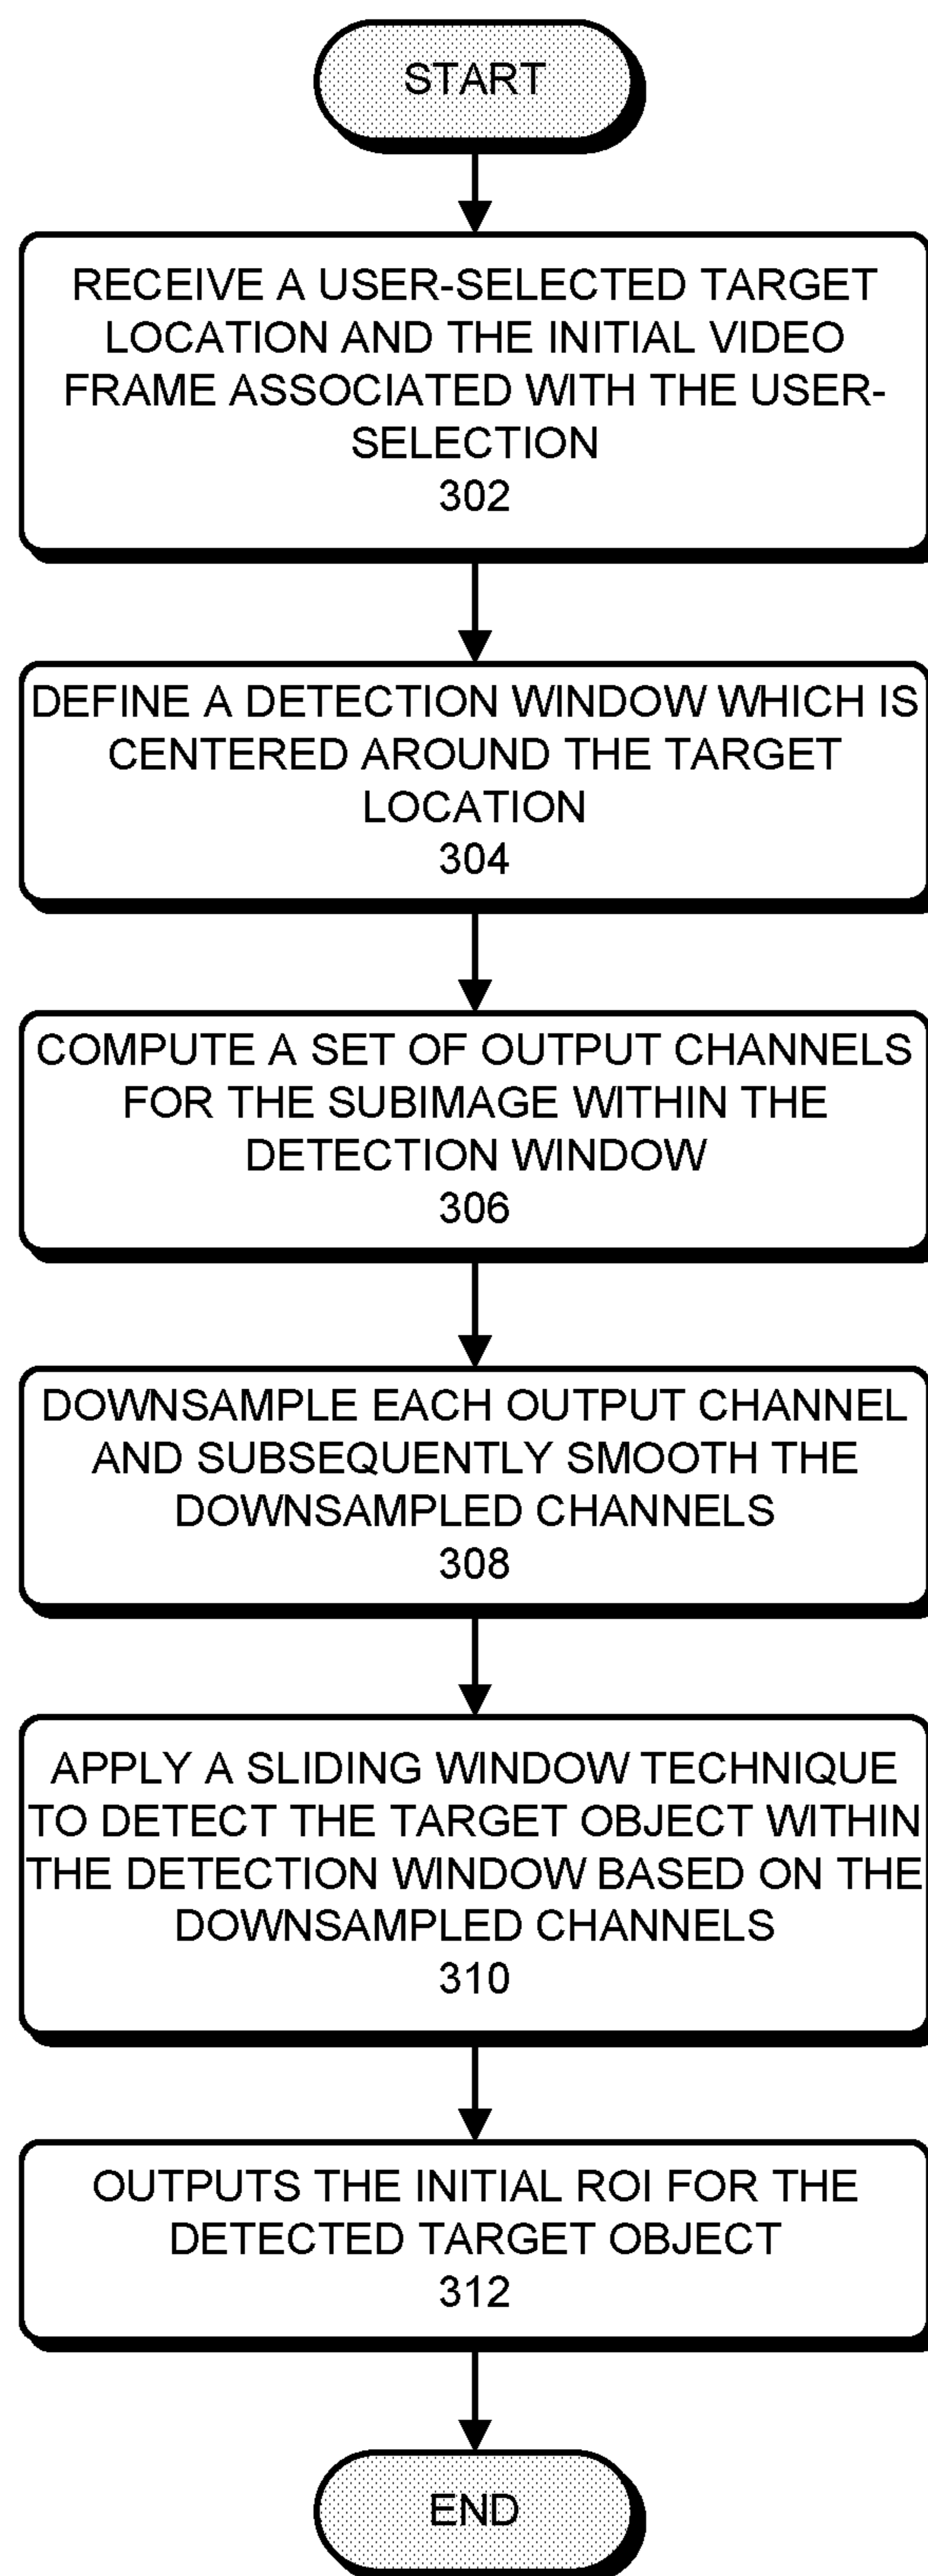 START
RECEIVE A USER-SELECTED TARGET
LOCATION AND THE INITIAL VIDEO
FRAME ASSOCIATED WITH THE USER-
SELECTION
302
DEFINE A DETECTION WINDOW WHICH IS
CENTERED AROUND THE TARGET
LOCATION
304
COMPUTE A SET OF OUTPUT CHANNELS
FOR THE SUBIMAGE WITHIN THE
DETECTION WINDOW
306
DOWNSAMPLE EACH OUTPUT CHANNEL
AND SUBSEQUENTLY SMOOTH THE
DOWNSAMPLED CHANNELS
308
APPLY A SLIDING WINDOW TECHNIQUE
TO DETECT THE TARGET OBJECT WITHIN
THE DETECTION WINDOW BASED ON THE
DOWNSAMPLED CHANNELS
310
OUTPUTS THE INITIAL ROI FOR THE
DETECTED TARGET OBJECT
312
END